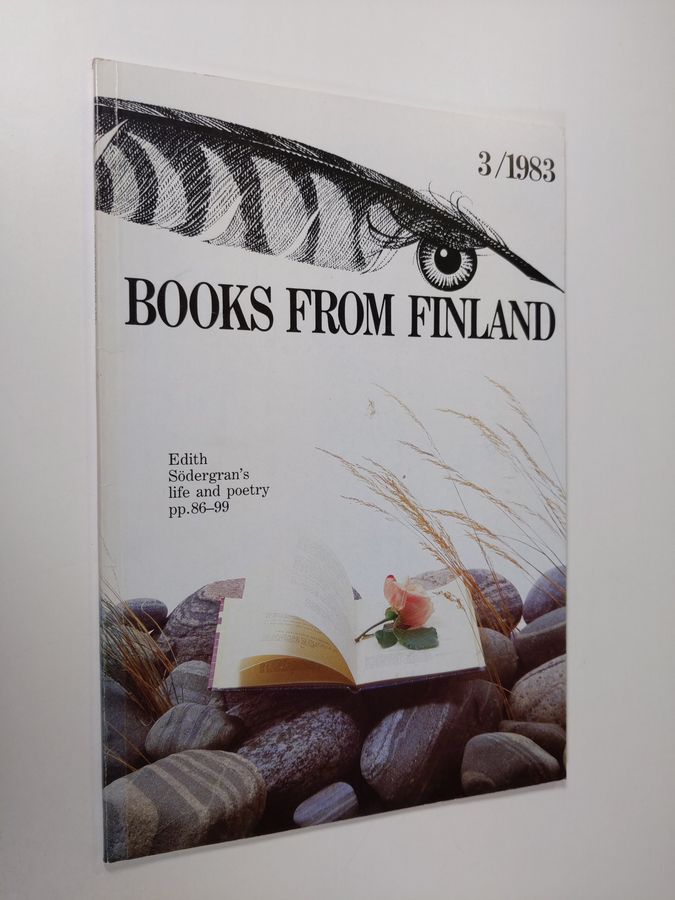 3/1983
BOOKS FROM FINLAND
Edith
Södergran's
life and poetry
pp.86–99